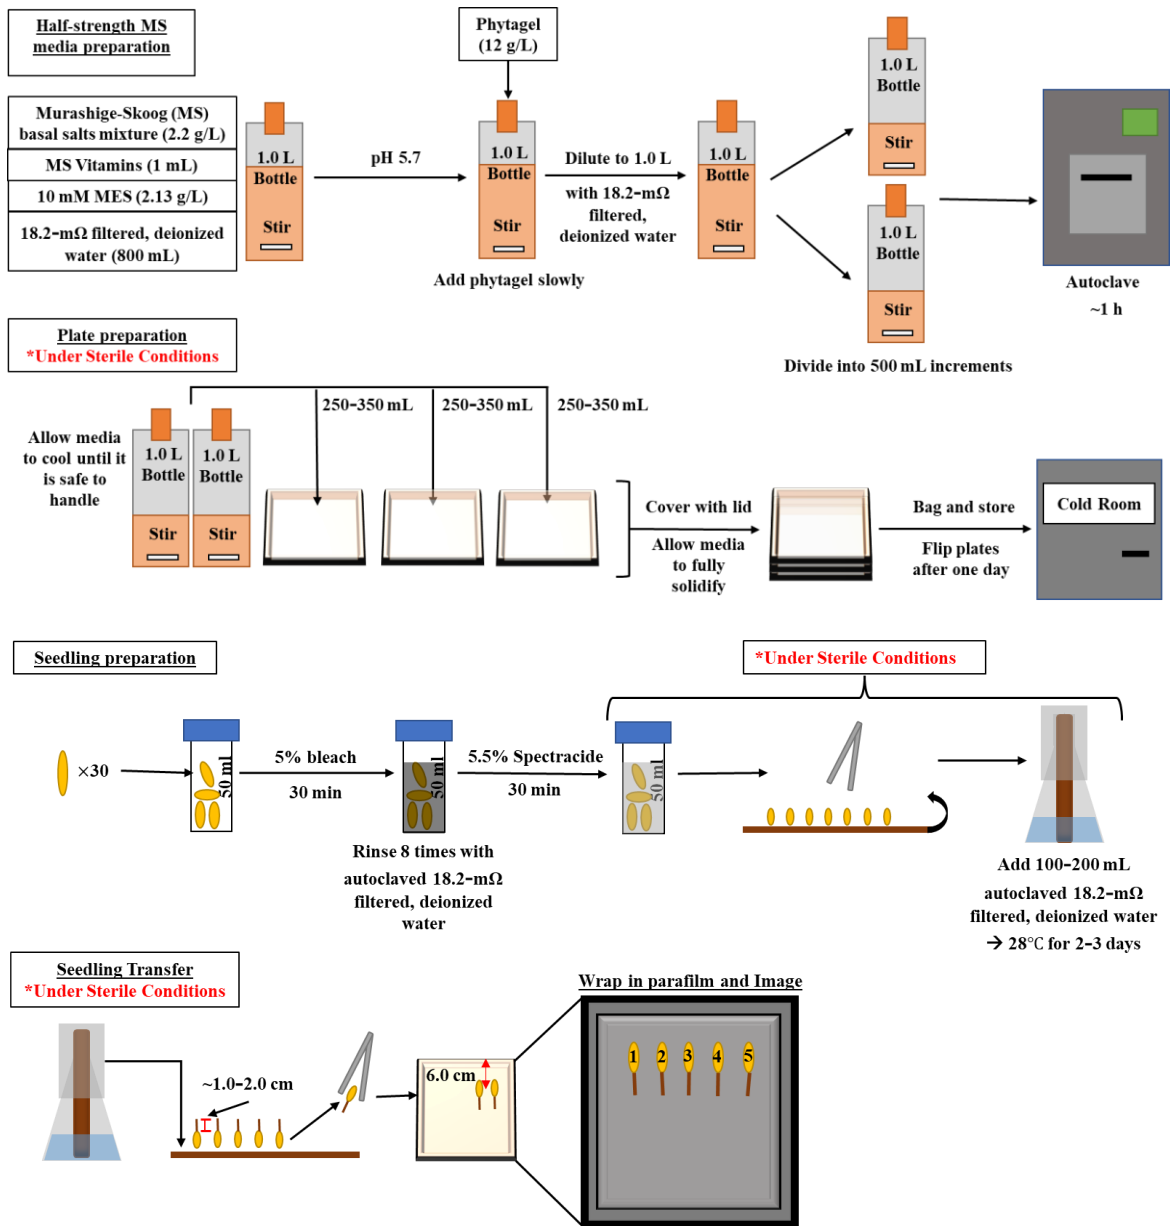 Half-strength MS
media preparation
Phytagel
(12 g/L)
Murashige-Skoog (MS)
basal salts mixture (2.2 g/L)
MS Vitamins (1 mL)
10 mM MES (2.13 g/L)
18.2-mΩ filtered, deionized
water (800 mL)
1.0 L
Bottle
Stir
pH 5.7
1.0 L
Bottle
Stir
Add phytagel slowly
Dilute to 1.0 L
with 18.2-mΩ
filtered,
deionized water
1.0 L
Bottle
Stir
1.0 L
Bottle
Stir
1.0 L
Bottle
Stir
Divide into 500 mL increments
Autoclave
~1 h
Plate preparation
*Under Sterile Conditions
Allow media
to cool until it
is safe to
handle
1.0 L
Bottle
Stir
1.0 L
Bottle
Stir
250-350 mL
250-350 mL
250-350 mL
Cover with lid
Allow media
to fully
solidify
Bag and store
Flip plates
after one day
Cold Room
Seedling preparation
*Under Sterile Conditions
×30
50 ml
5% bleach
30 min
50 ml
Rinse 8 times with
autoclaved 18.2-mΩ
filtered, deionized
water
5.5% Spectracide
30 min
50 ml
Add 100-200 mL
autoclaved 18.2-mΩ
filtered, deionized water
→ 28°C for 2-3 days
Seedling Transfer
*Under Sterile Conditions
~1.0-2.0 cm
6.0 cm
Wrap in parafilm and Image
1 2 3 4 5